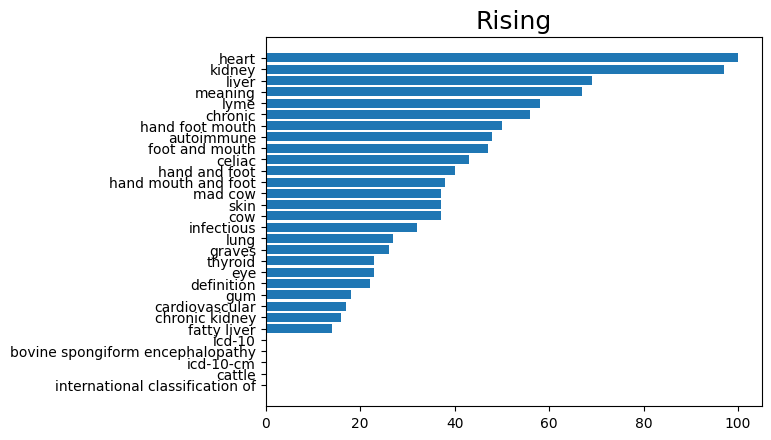 Rising
heart
kidney
liver
meaning
lyme
chronic
hand foot mouth
autoimmune
foot and mouth
celiac
hand and foot
hand mouth and foot
mad cow
skin
cow
infectious
lung
graves
thyroid
eye
definition
gum
cardiovascular
chronic kidney
fatty liver
icd-10
bovine spongiform encephalopathy
icd-10-cm
cattle
international classification of
0 20 40 60 80 100